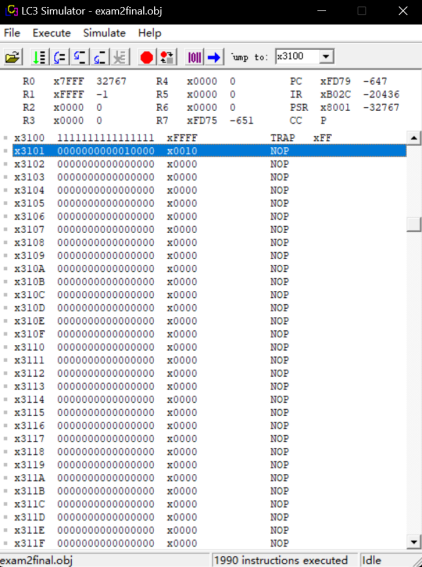 LC3 Simulator - exam2final.obj
File Execute Simulate Help
Jump to: x3100
R0 x7FFF 32767 R4 x0000 0 PC xFD79 -647
R1 xFFFF -1 R5 x0000 0 IR xB02C -20436
R2 x0000 0 R6 x0000 0 PSR x8001 -32767
R3 x0000 0 R7 xFD75 -651 CC P
x3100 1111111111111111 xFFFF TRAP xFF
x3101 0000000000010000 x0010 NOP
x3102 0000000000000000 x0000 NOP
x3103 0000000000000000 x0000 NOP
x3104 0000000000000000 x0000 NOP
x3105 0000000000000000 x0000 NOP
x3106 0000000000000000 x0000 NOP
x3107 0000000000000000 x0000 NOP
x3108 0000000000000000 x0000 NOP
x3109 0000000000000000 x0000 NOP
x310A 0000000000000000 x0000 NOP
x310B 0000000000000000 x0000 NOP
x310C 0000000000000000 x0000 NOP
x310D 0000000000000000 x0000 NOP
x310E 0000000000000000 x0000 NOP
x310F 0000000000000000 x0000 NOP
x3110 0000000000000000 x0000 NOP
x3111 0000000000000000 x0000 NOP
x3112 0000000000000000 x0000 NOP
x3113 0000000000000000 x0000 NOP
x3114 0000000000000000 x0000 NOP
x3115 0000000000000000 x0000 NOP
x3116 0000000000000000 x0000 NOP
x3117 0000000000000000 x0000 NOP
x3118 0000000000000000 x0000 NOP
x3119 0000000000000000 x0000 NOP
x311A 0000000000000000 x0000 NOP
x311B 0000000000000000 x0000 NOP
x311C 0000000000000000 x0000 NOP
x311D 0000000000000000 x0000 NOP
x311E 0000000000000000 x0000 NOP
x311F 0000000000000000 x0000 NOP
exam2final.obj 1990 instructions executed Idle